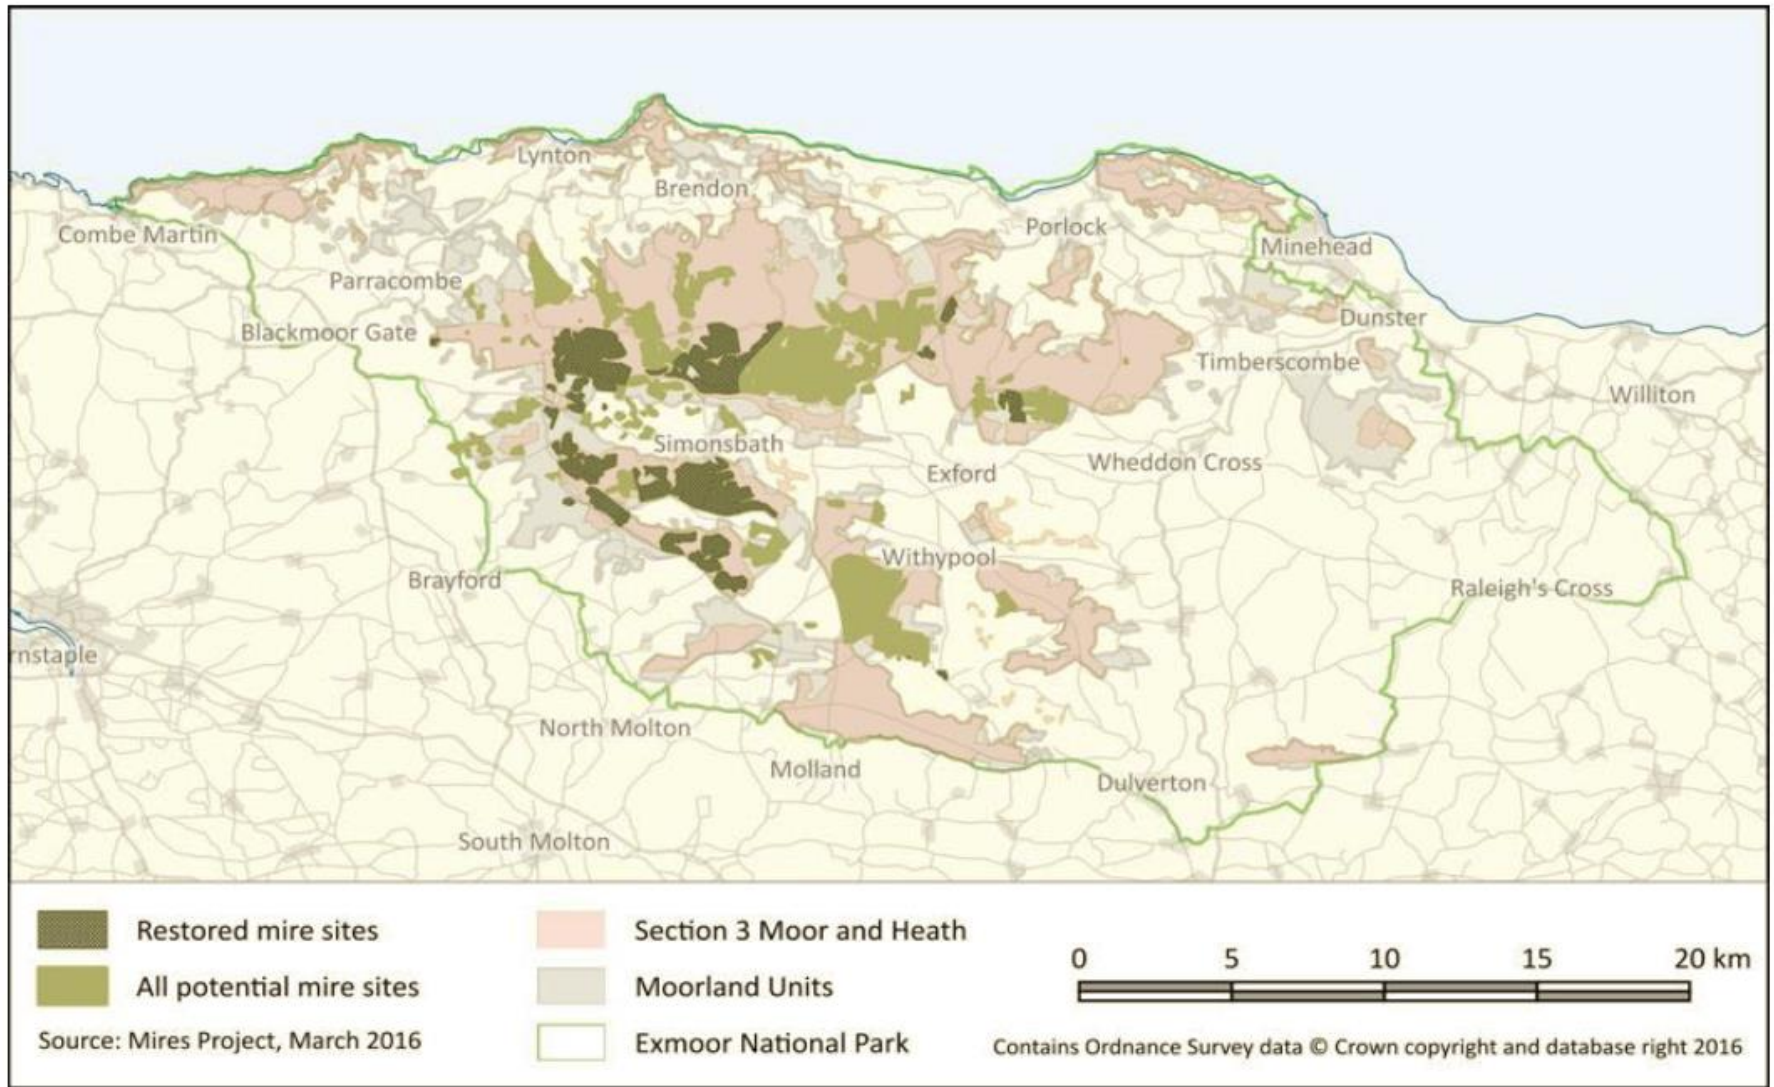 Lynton
Brendon
Porlock
Combe Martin
Minehead
Parracombe
Blackmoor Gate
Dunster
Timberscombe
Williton
Simonsbath
Exford
Wheddon Cross
Withypool
Brayford
Raleigh's Cross
rnstaple
North Molton
Molland
Dulverton
South Molton
Restored mire sites
All potential mire sites
Source: Mires Project, March 2016
Section 3 Moor and Heath
Moorland Units
Exmoor National Park
0 5 10 15 20 km
Contains Ordnance Survey data © Crown copyright and database right 2016